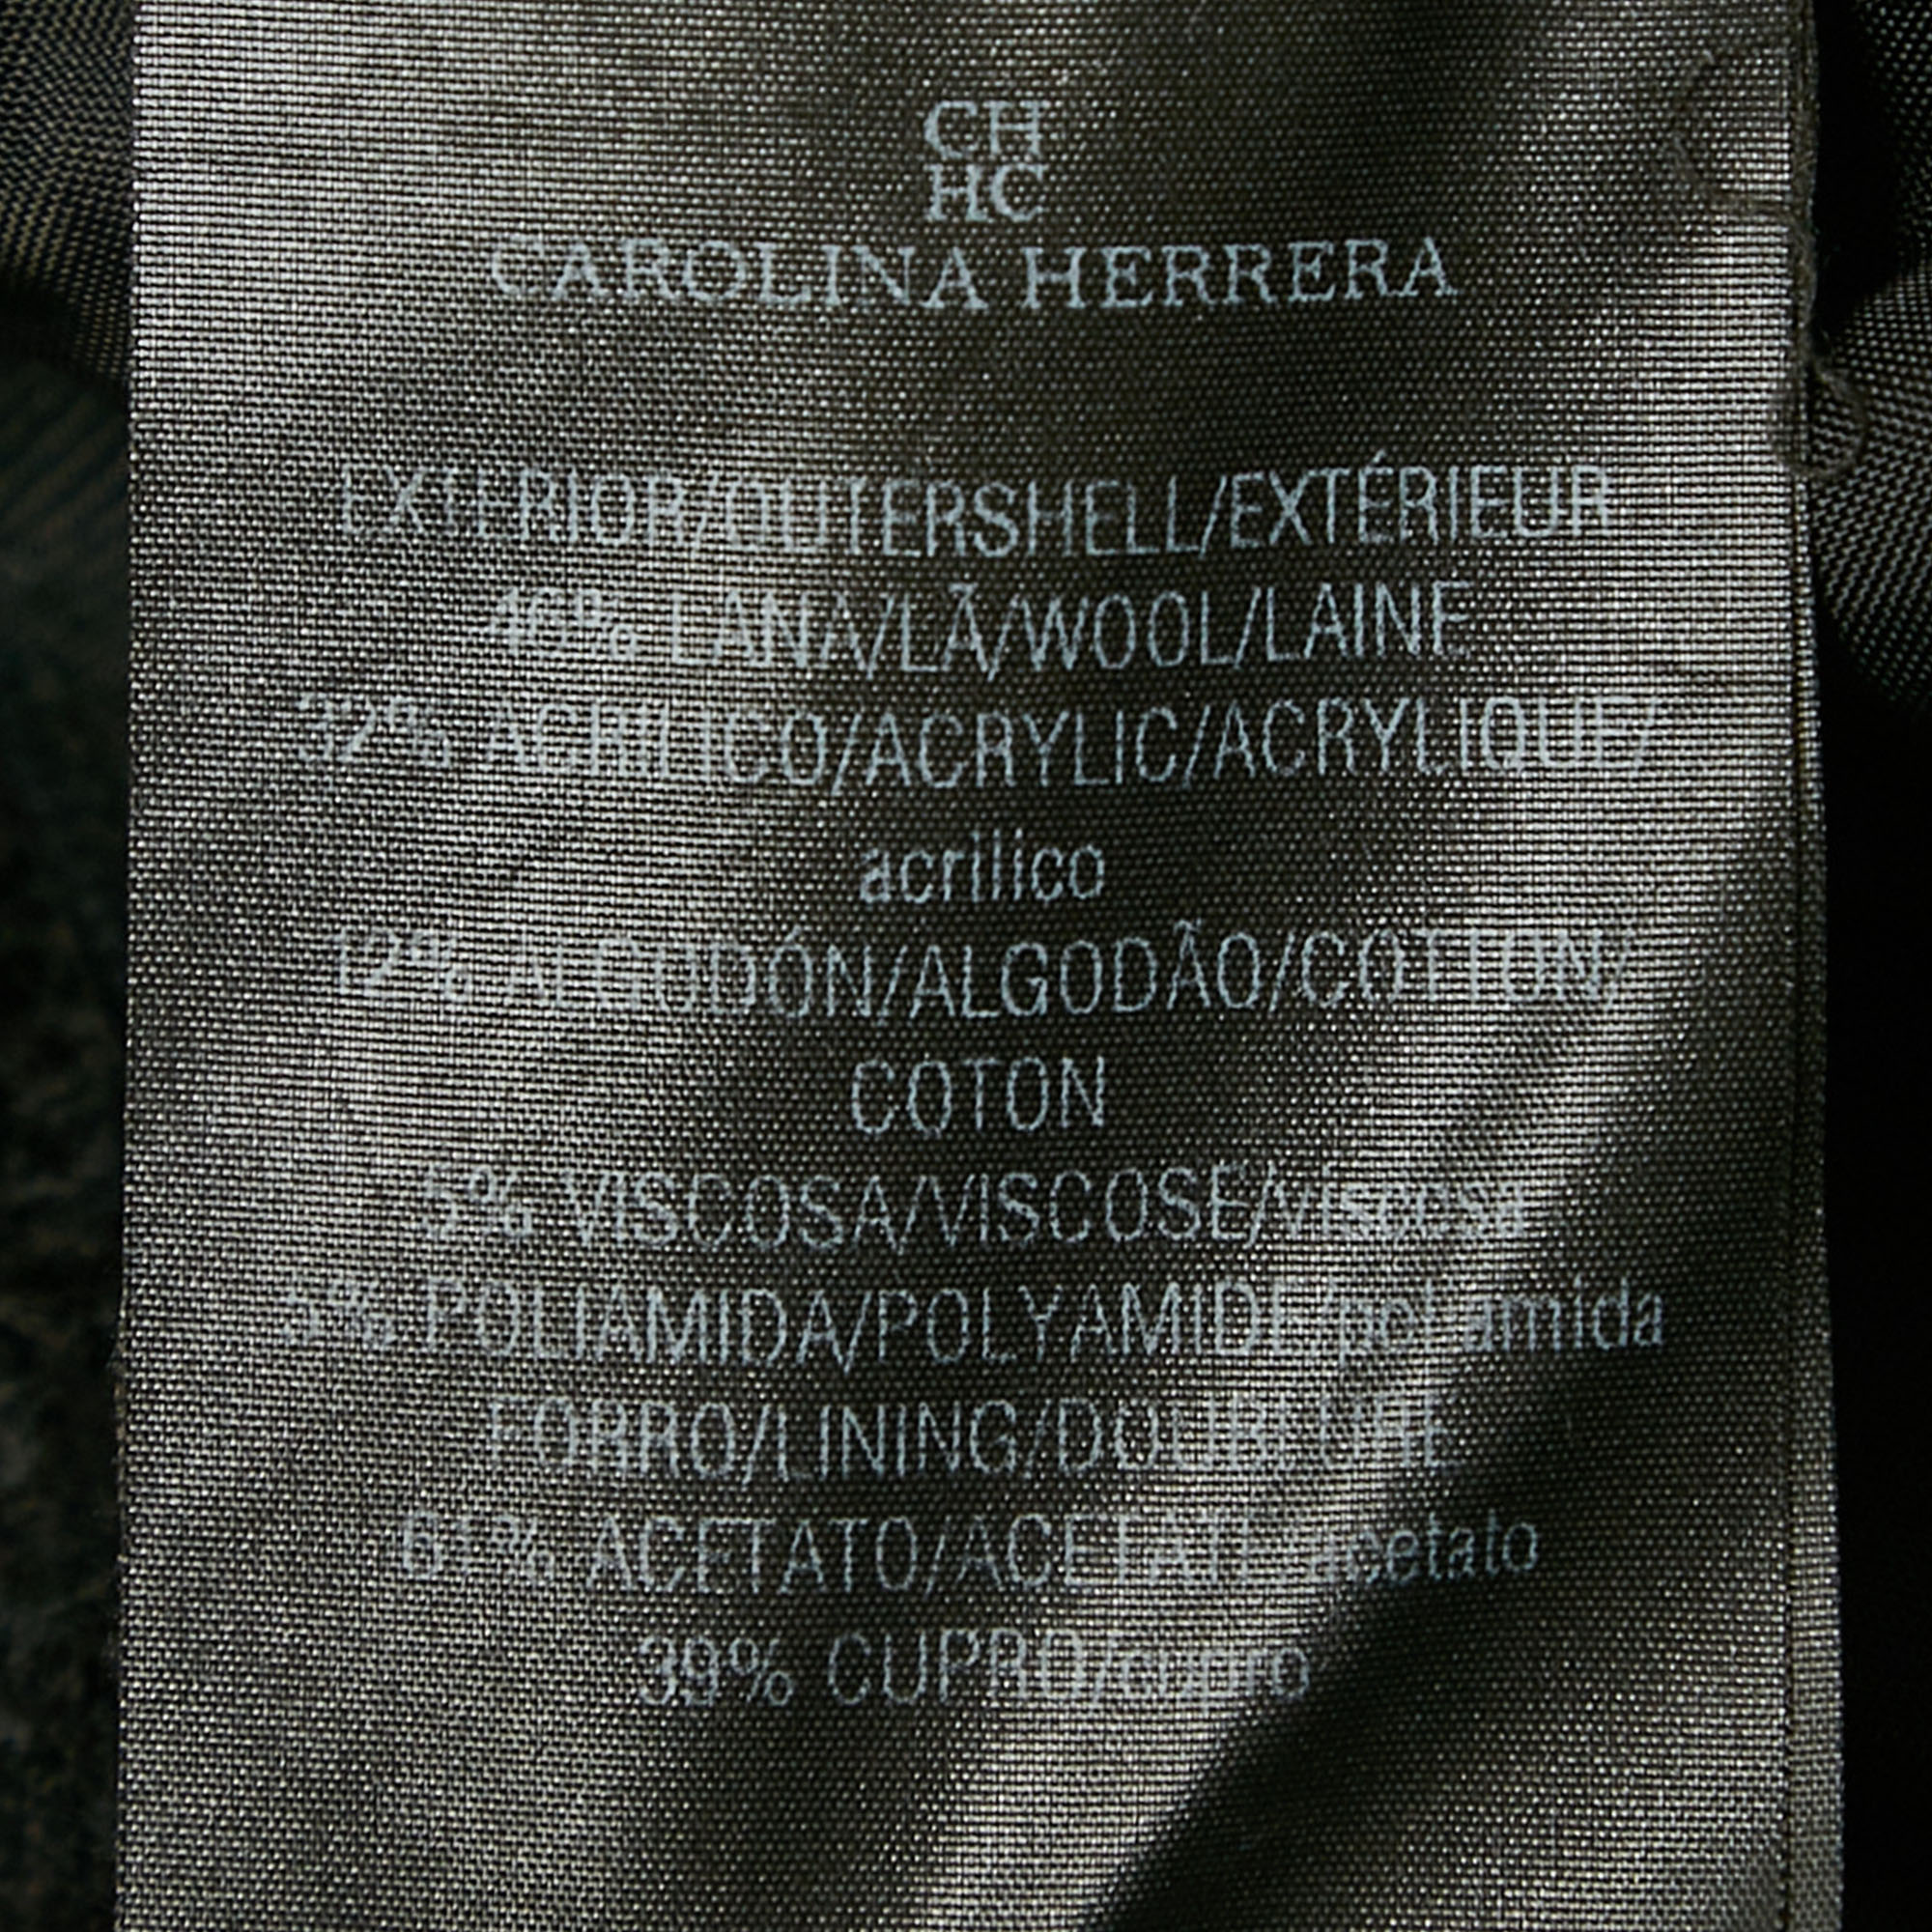 CH
HC
CAROLINA HERRERA
EXTERIOR/OUTERSHELL/EXTÉRIEUR
46% LANA/LÃ/WOOL/LAINE
32% ACRILICO/ACRYLIC/ACRYLIQUE/
acrilico
12% ALGODÓN/ALGODÃO/COTTON/
COTON
5% VISCOSA/VISCOSE/viscosa
5% POLIAMIDA/POLYAMIDE/poliamida
FORRO/LINING/DOUBLURE
61% ACETATO/ACETATE/acetato
39% CUPRO/cupro